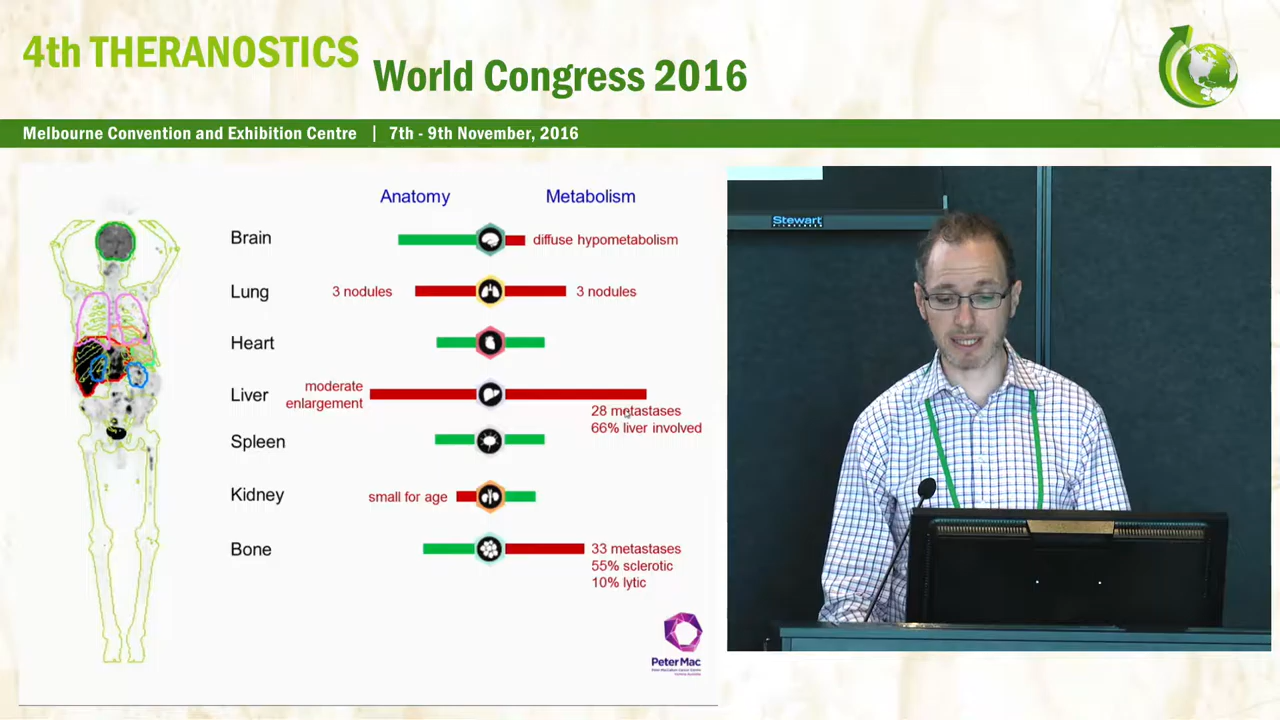 4th THERANOSTICS
World Congress 2016
Melbourne Convention and Exhibition Centre | 7th - 9th November, 2016
Anatomy Metabolism
Brain diffuse hypometabolism
Lung 3 nodules 3 nodules
Heart
Liver moderate enlargement
28 metastases
66% liver involved
Spleen
Kidney small for age
Bone 33 metastases
55% sclerotic
10% lytic
Peter Mac
Stewart